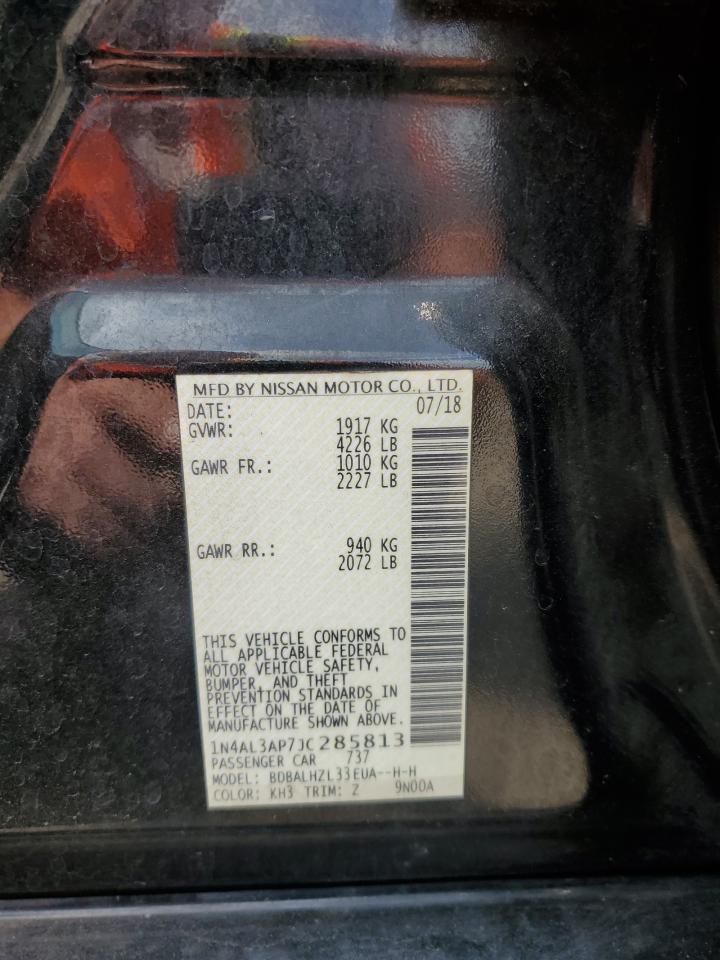 MFD BY NISSAN MOTOR CO., LTD.
DATE: 07/18
GVWR: 1917 KG
4226 LB
GAWR FR.: 1010 KG
2227 LB
GAWR RR.: 940 KG
2072 LB
THIS VEHICLE CONFORMS TO
ALL APPLICABLE FEDERAL
MOTOR VEHICLE SAFETY,
BUMPER, AND THEFT
PREVENTION STANDARDS IN
EFFECT ON THE DATE OF
MANUFACTURE SHOWN ABOVE.
1N4AL3AP7JC285813
PASSENGER CAR 737
MODEL: BDBALHZL33EUA--H-H
COLOR: KH3 TRIM: Z 9N00A